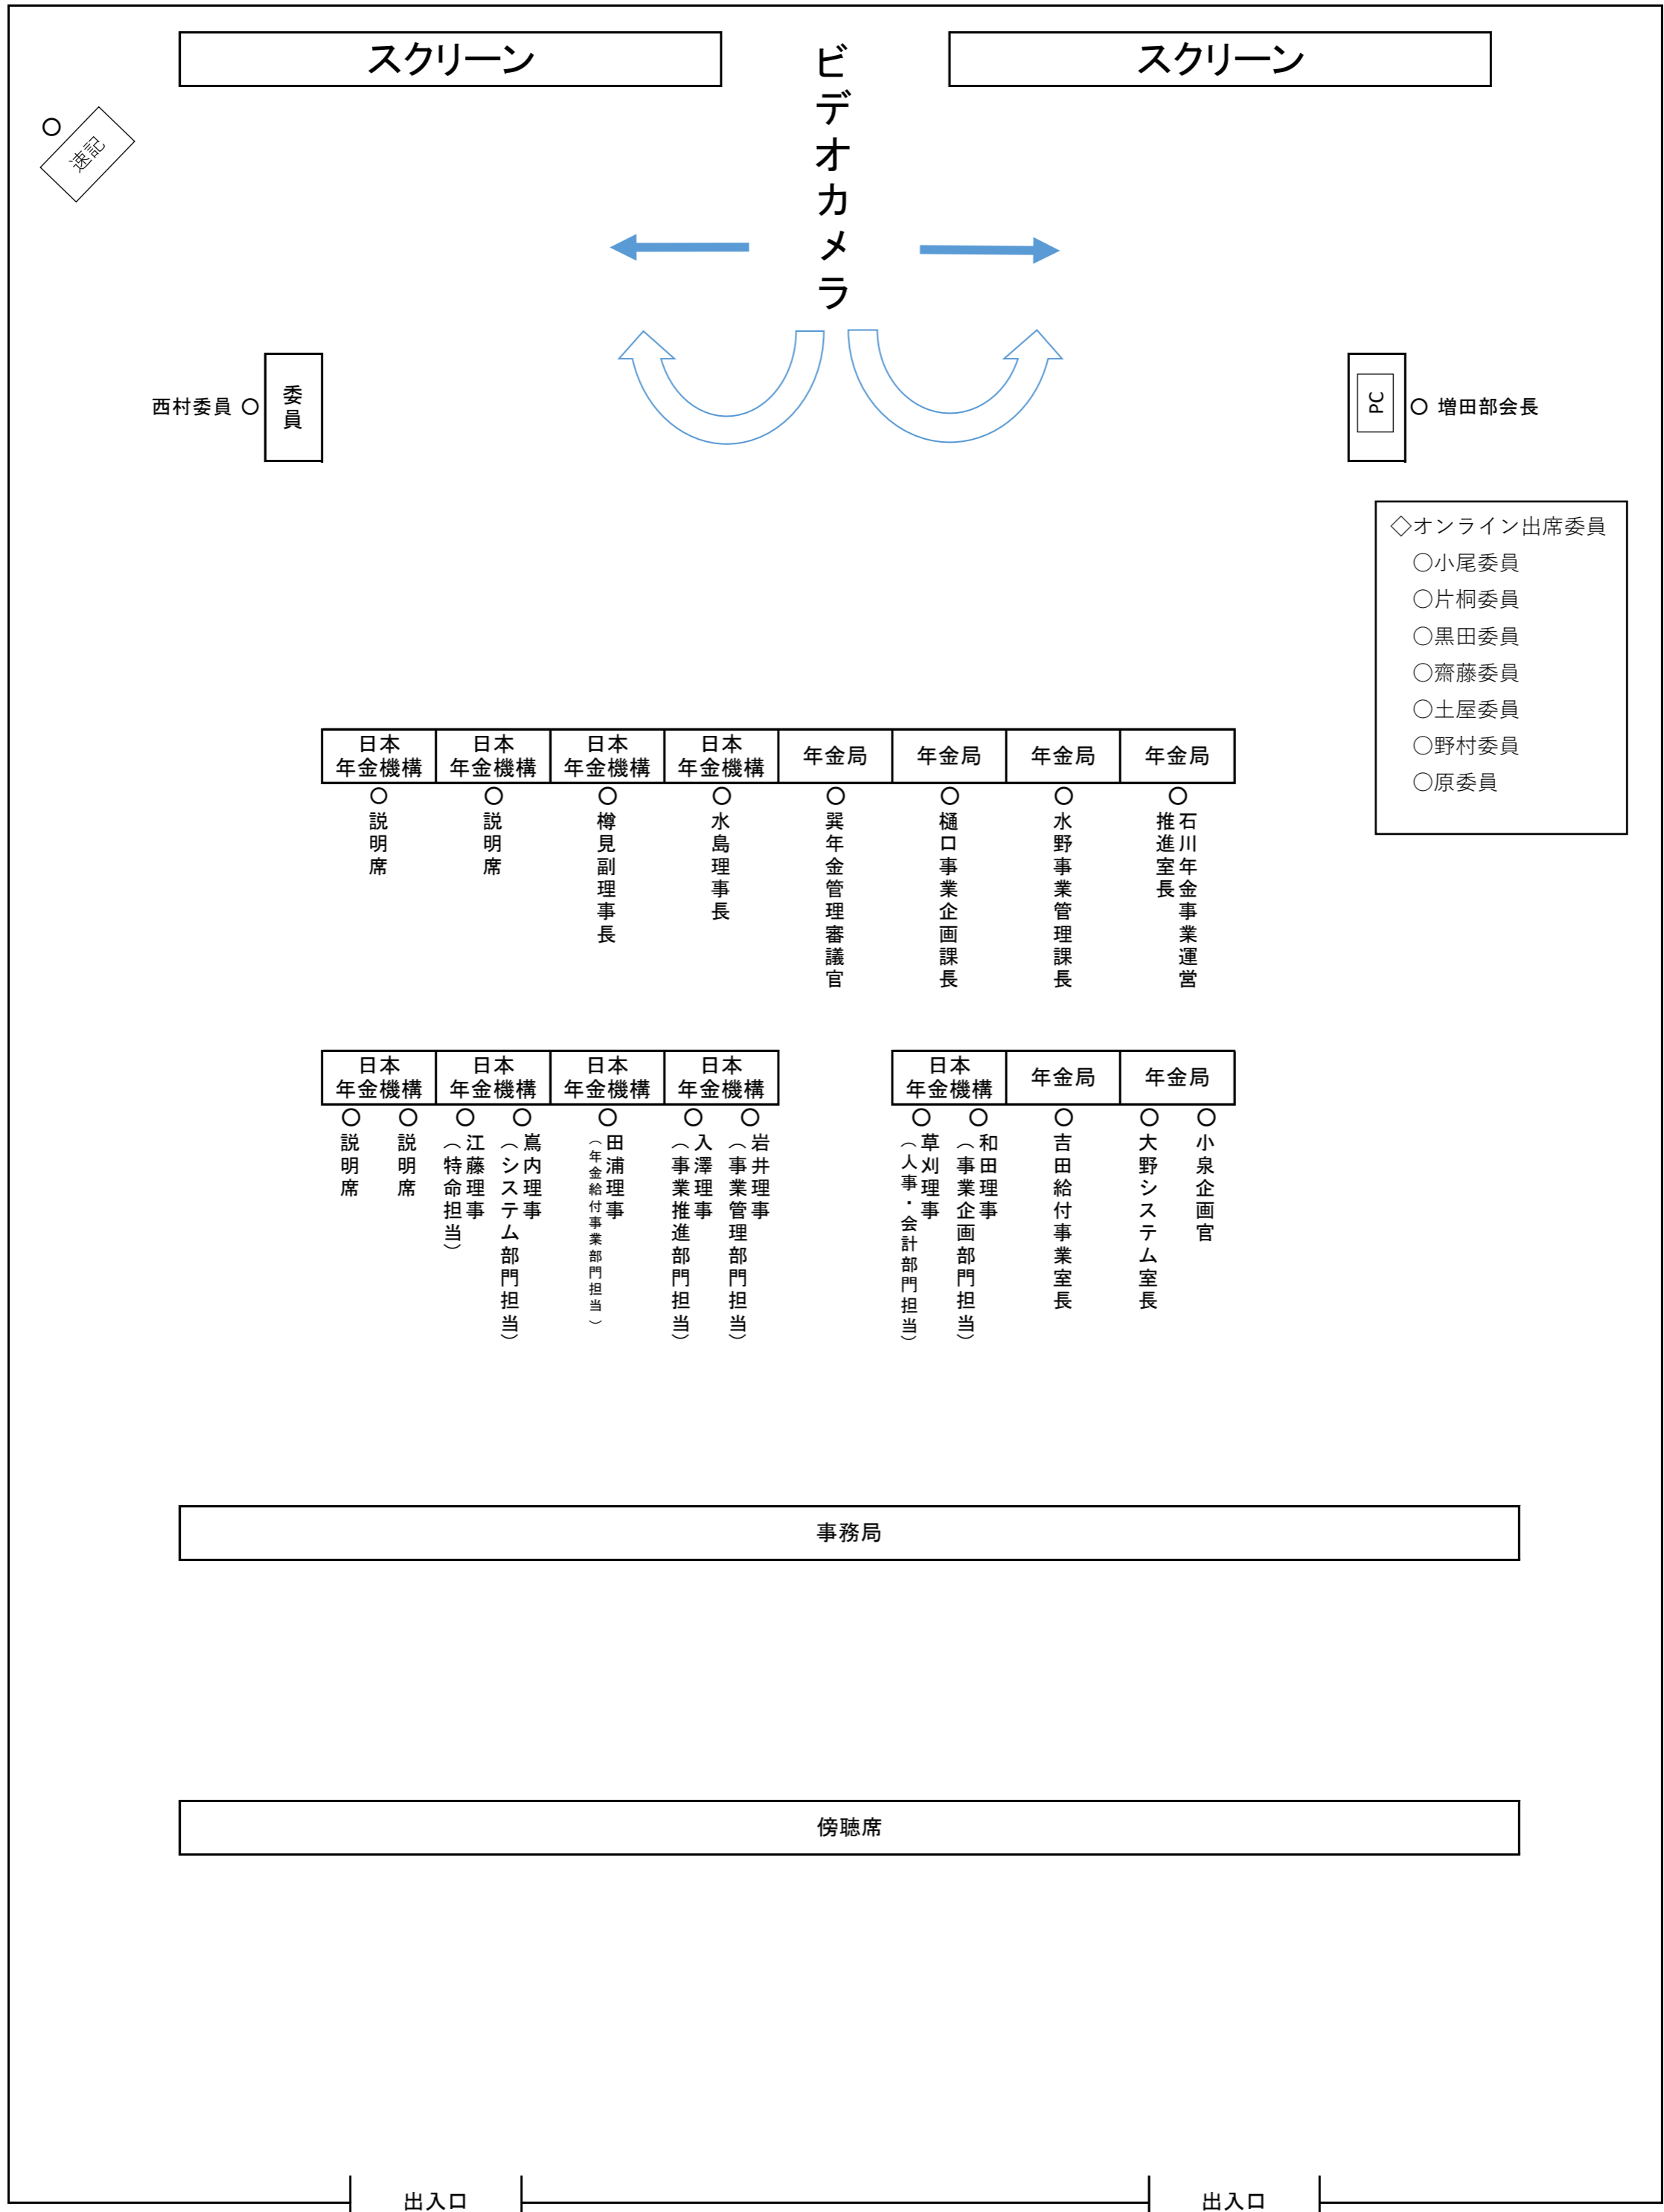 スクリーン
ビデオカメラ
スクリーン
速記
西村委員
委員
PC
増田部会長
◇オンライン出席委員
○小尾委員
○片桐委員
○黒田委員
○齋藤委員
○土屋委員
○野村委員
○原委員
日本
年金機構
日本
年金機構
日本
年金機構
日本
年金機構
年金局
年金局
年金局
年金局
説明席
説明席
樽見副理事長
水島理事長
巽年金管理審議官
樋口事業企画課長
水野事業管理課長
石川年金事業運営
推進室長
日本
年金機構
日本
年金機構
日本
年金機構
日本
年金機構
日本
年金機構
年金局
年金局
説明席
説明席
江藤理事
（特命担当）
嶌内理事
（システム部門担当）
田浦理事
（年金給付事業部門担当）
入澤理事
（事業推進部門担当）
岩井理事
（事業管理部門担当）
草刈理事
（人事・会計部門担当）
和田理事
（事業企画部門担当）
吉田給付事業室長
大野システム室長
小泉企画官
事務局
傍聴席
出入口
出入口